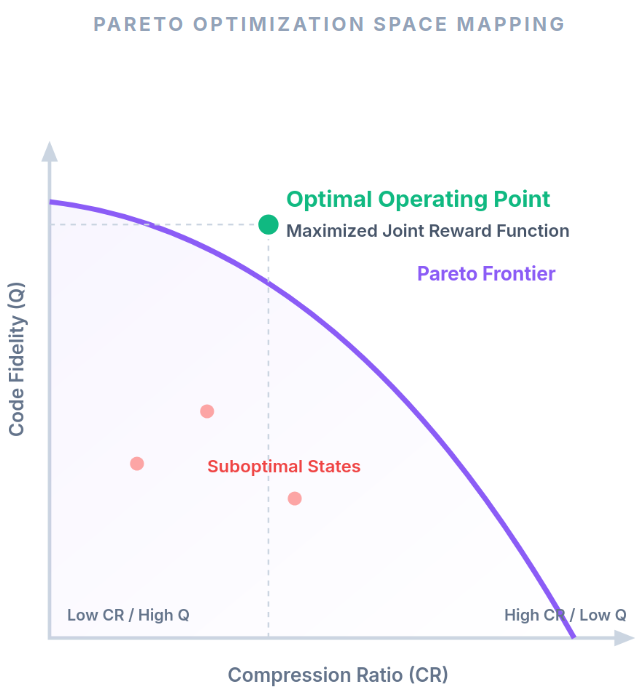 PARETO OPTIMIZATION SPACE MAPPING
Optimal Operating Point
Maximized Joint Reward Function
Pareto Frontier
Code Fidelity (Q)
Suboptimal States
Low CR / High Q
High CR / Low Q
Compression Ratio (CR)